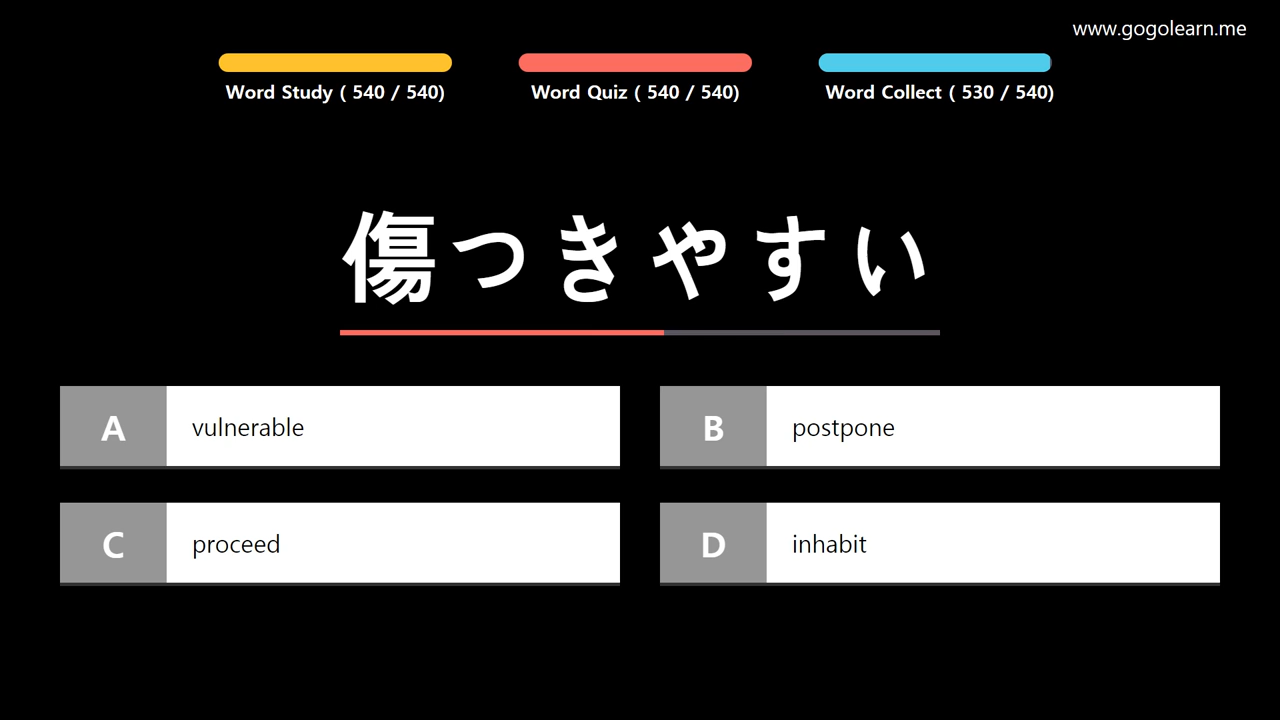 www.gogolearn.me
Word Study ( 540 / 540)
Word Quiz ( 540 / 540)
Word Collect ( 530 / 540)
傷つきやすい
A vulnerable
B postpone
C proceed
D inhabit